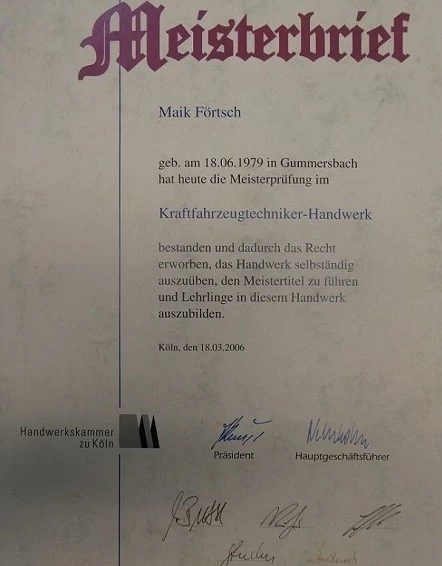 Meisterbrief
Maik Förtsch
geb. am 18.06.1979 in Gummersbach
hat heute die Meisterprüfung im
Kraftfahrzeugtechniker-Handwerk
bestanden und dadurch das Recht
erworben, das Handwerk selbständig
auszuüben, den Meistertitel zu führen
und Lehrlinge in diesem Handwerk
auszubilden.
Köln, den 18.03.2006
Handwerkskammer
zu Köln
Präsident
Hauptgeschäftsführer